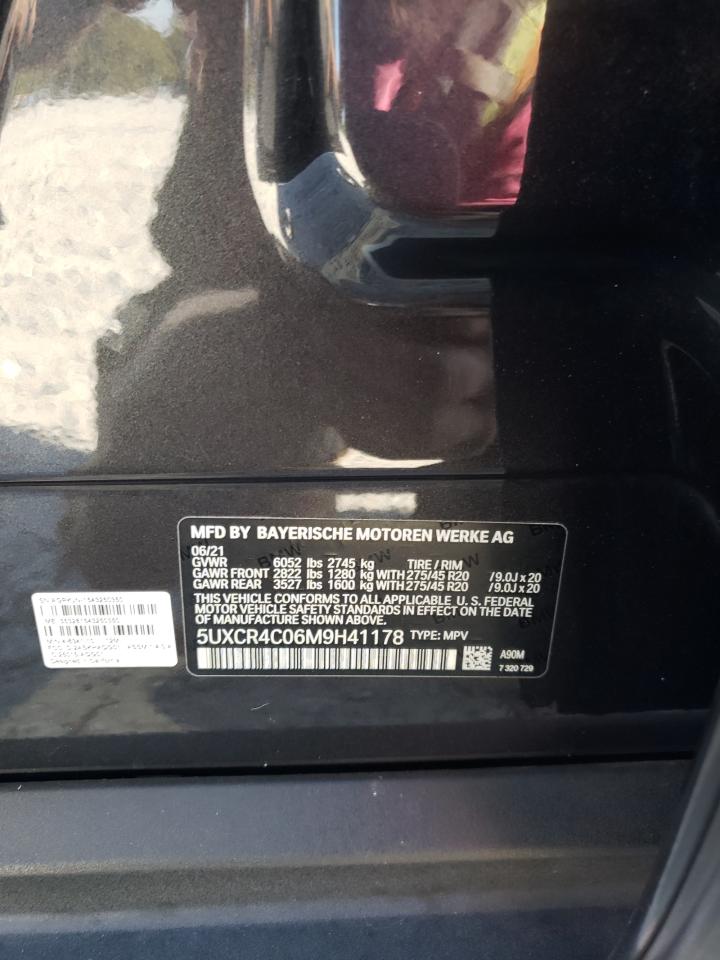 MFD BY BAYERISCHE MOTOREN WERKE AG
06/21
GVWR 6052 lbs 2745 kg TIRE / RIM
GAWR FRONT 2822 lbs 1280 kg WITH 275/45 R20 / 9.0J x 20
GAWR REAR 3527 lbs 1600 kg WITH 275/45 R20 / 9.0J x 20
THIS VEHICLE CONFORMS TO ALL APPLICABLE U.S. FEDERAL
MOTOR VEHICLE SAFETY STANDARDS IN EFFECT ON THE DATE
OF MANUFACTURE SHOWN ABOVE.
5UXCR4C06M9H41178 TYPE: MPV
A90M
7 320 729
Designed in California